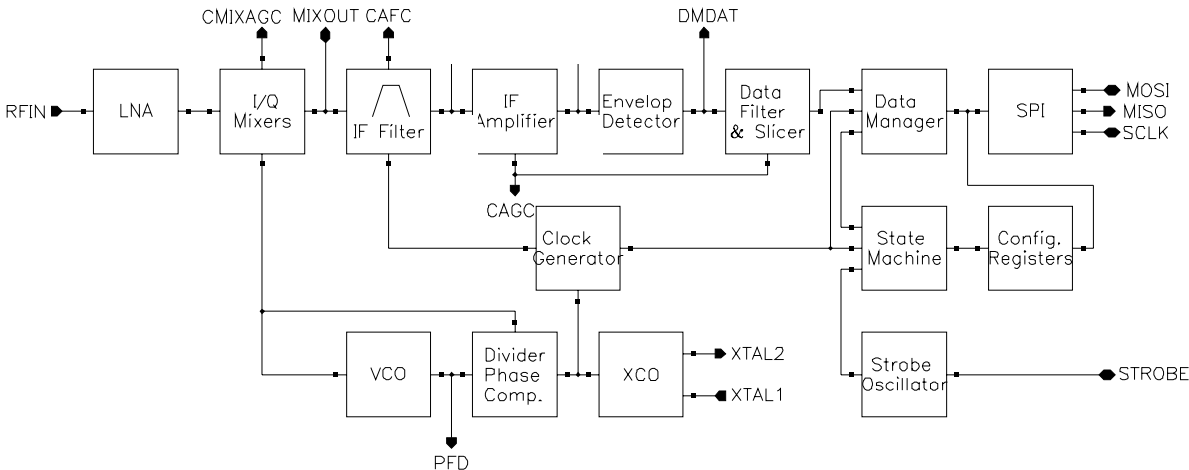 CMIXAGC MIXOUT CAFC DMDAT
RFIN
LNA
I/Q
Mixers
IF Filter
IF
Amplifier
Envelop
Detector
Data
Filter
& Slicer
Data
Manager
SPI
MOSI
MISO
SCLK
CAGC
Clock
Generator
State
Machine
Config.
Registers
VCO
Divider
Phase
Comp.
XCO
XTAL2
XTAL1
Strobe
Oscillator
STROBE
PFD